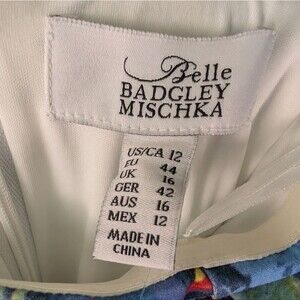 Belle
BADGLEY
MISCHKA
US/CA 12
EU 44
UK 16
GER 42
AUS 16
MEX 12
MADE IN
CHINA